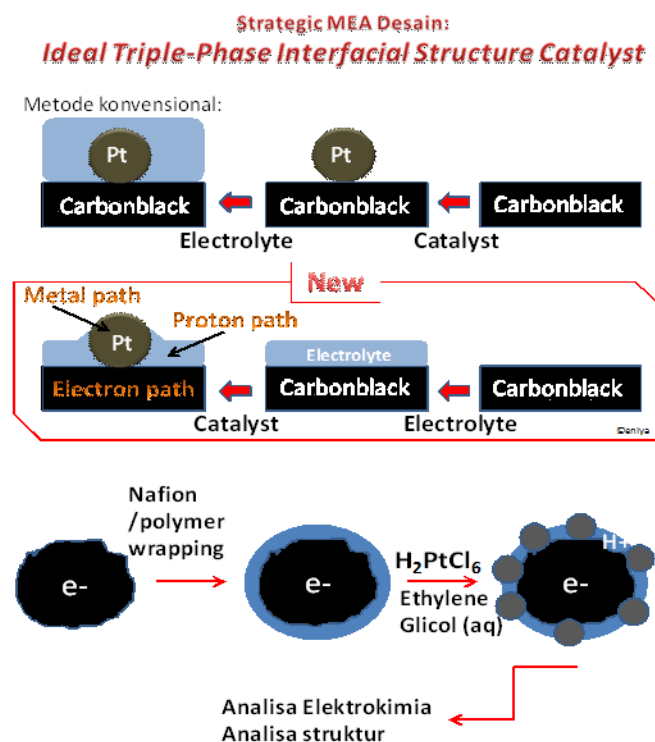 Strategic MEA Desain:
Ideal Triple-Phase Interfacial Structure Catalyst
Metode konvensional:
Pt
Pt
Carbonblack
Carbonblack
Carbonblack
Electrolyte
Catalyst
New
Metal path
Proton path
Pt
Electrolyte
Electron path
Carbonblack
Carbonblack
Catalyst
Electrolyte
©eniya
Nafion
/polymer
wrapping
H₂PtCl₆
H+
e-
e-
e-
Ethylene
Glicol (aq)
Analisa Elektrokimia
Analisa struktur